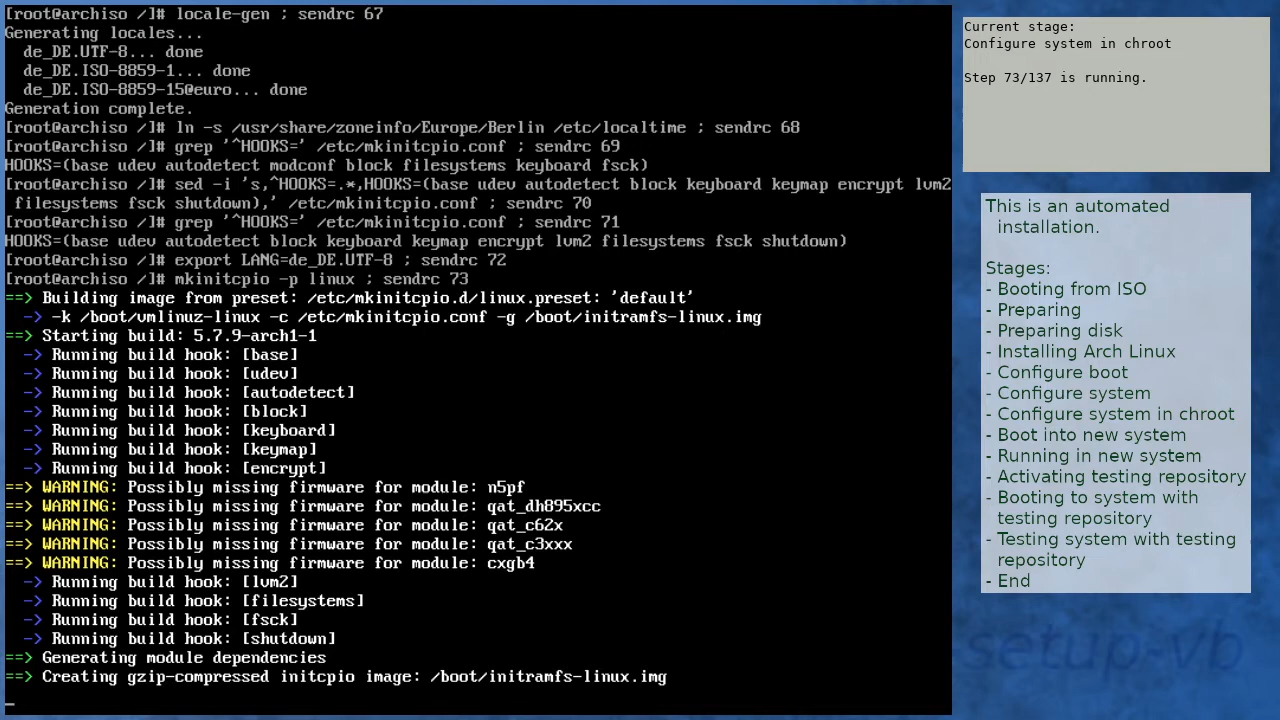 [root@archiso /]# locale-gen ; sendrc 67
Generating locales...
  de_DE.UTF-8... done
  de_DE.ISO-8859-1... done
  de_DE.ISO-8859-15@euro... done
Generation complete.
[root@archiso /]# ln -s /usr/share/zoneinfo/Europe/Berlin /etc/localtime ; sendrc 68
[root@archiso /]# grep '^HOOKS=' /etc/mkinitcpio.conf ; sendrc 69
HOOKS=(base udev autodetect modconf block filesystems keyboard fsck)
[root@archiso /]# sed -i 's,^HOOKS=.*,HOOKS=(base udev autodetect block keyboard keymap encrypt lvm2
 filesystems fsck shutdown),' /etc/mkinitcpio.conf ; sendrc 70
[root@archiso /]# grep '^HOOKS=' /etc/mkinitcpio.conf ; sendrc 71
HOOKS=(base udev autodetect block keyboard keymap encrypt lvm2 filesystems fsck shutdown)
[root@archiso /]# export LANG=de_DE.UTF-8 ; sendrc 72
[root@archiso /]# mkinitcpio -p linux ; sendrc 73
==> Building image from preset: /etc/mkinitcpio.d/linux.preset: 'default'
  -> -k /boot/vmlinuz-linux -c /etc/mkinitcpio.conf -g /boot/initramfs-linux.img
==> Starting build: 5.7.9-arch1-1
  -> Running build hook: [base]
  -> Running build hook: [udev]
  -> Running build hook: [autodetect]
  -> Running build hook: [block]
  -> Running build hook: [keyboard]
  -> Running build hook: [keymap]
  -> Running build hook: [encrypt]
==> WARNING: Possibly missing firmware for module: n5pf
==> WARNING: Possibly missing firmware for module: qat_dh895xcc
==> WARNING: Possibly missing firmware for module: qat_c62x
==> WARNING: Possibly missing firmware for module: qat_c3xxx
==> WARNING: Possibly missing firmware for module: cxgb4
  -> Running build hook: [lvm2]
  -> Running build hook: [filesystems]
  -> Running build hook: [fsck]
  -> Running build hook: [shutdown]
==> Generating module dependencies
==> Creating gzip-compressed initcpio image: /boot/initramfs-linux.img
Current stage:
Configure system in chroot
Step 73/137 is running.
This is an automated
installation.
Stages:
- Booting from ISO
- Preparing
- Preparing disk
- Installing Arch Linux
- Configure boot
- Configure system
- Configure system in chroot
- Boot into new system
- Running in new system
- Activating testing repository
- Booting to system with
testing repository
- Testing system with testing
repository
- End
setup-vb